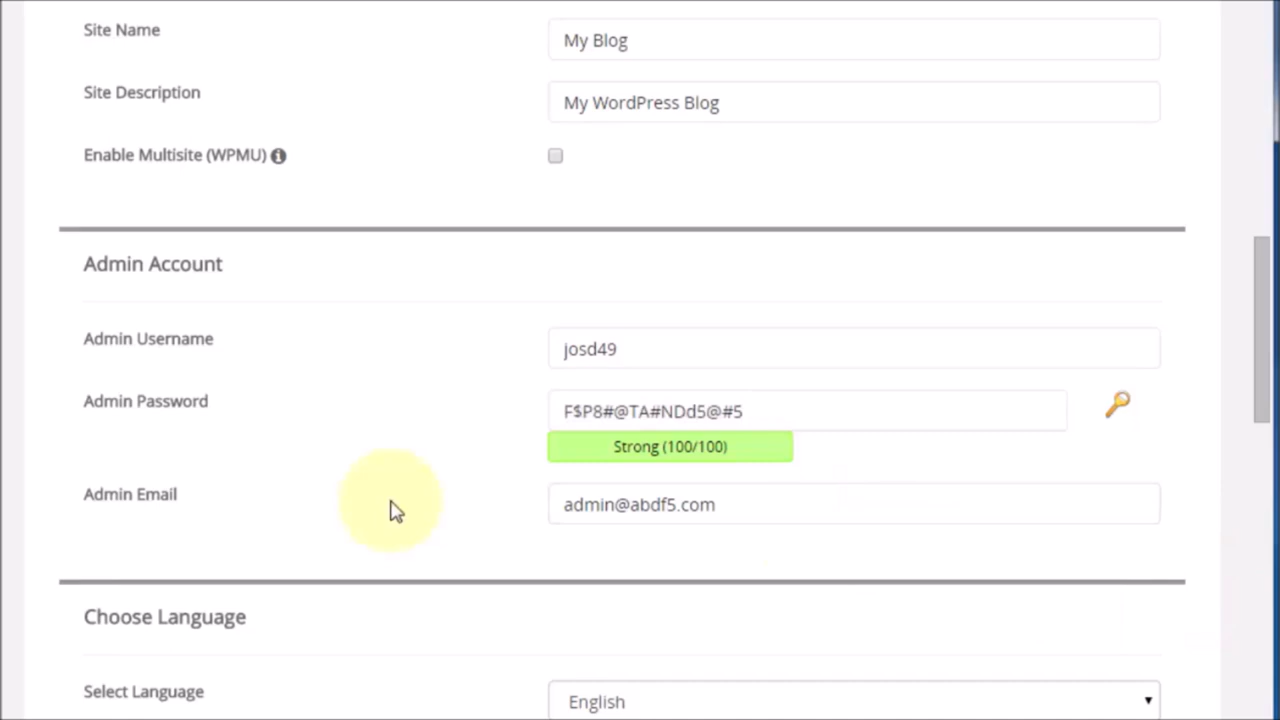 Site Name
My Blog
Site Description
My WordPress Blog
Enable Multisite (WPMU)
Admin Account
Admin Username
josd49
Admin Password
F$P8#@TA#NDd5@#5
Strong (100/100)
Admin Email
admin@abdf5.com
Choose Language
Select Language
English